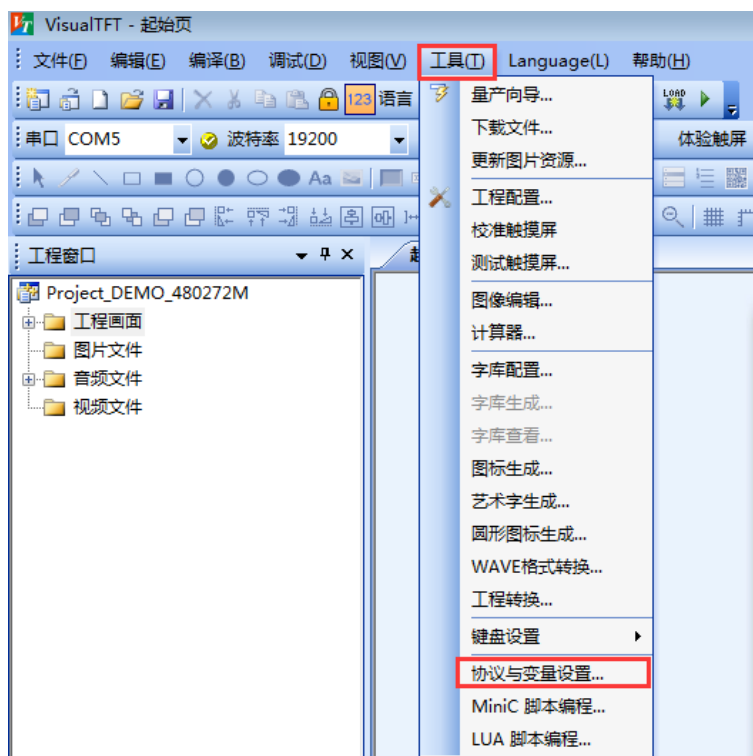 VisualTFT - 起始页
文件(F) 编辑(E) 编译(B) 调试(D) 视图(V) 工具(T) Language(L) 帮助(H)
123 语言 LOAD
串口 COM5 波特率 19200 体验触屏
Aa
工程窗口
Project_DEMO_480272M
工程画面
图片文件
音频文件
视频文件
量产向导...
下载文件...
更新图片资源...
工程配置...
校准触摸屏
测试触摸屏...
图像编辑...
计算器...
字库配置...
字库生成...
字库查看...
图标生成...
艺术字生成...
圆形图标生成...
WAVE格式转换...
工程转换...
键盘设置
协议与变量设置...
MiniC 脚本编程...
LUA 脚本编程...